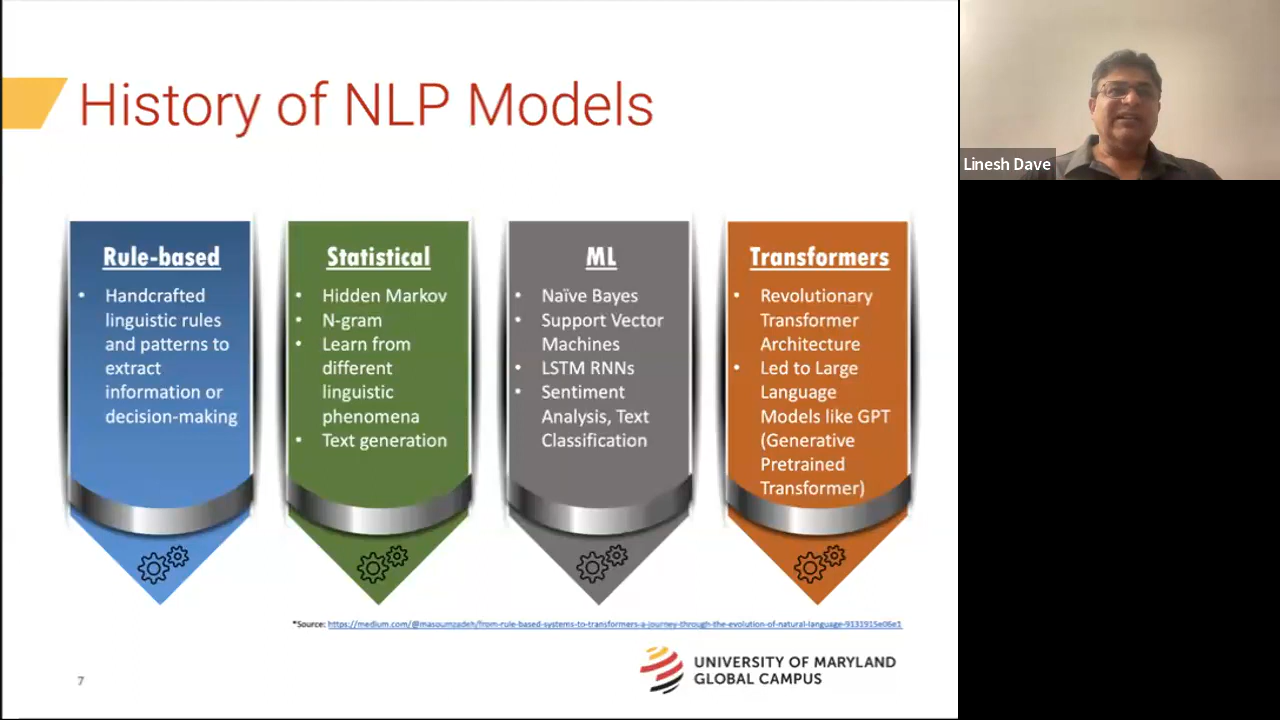 History of NLP Models
Linesh Dave
Rule-based
• Handcrafted
linguistic rules
and patterns to
extract
information or
decision-making
Statistical
• Hidden Markov
• N-gram
• Learn from
different
linguistic
phenomena
• Text generation
ML
• Naïve Bayes
• Support Vector
Machines
• LSTM RNNs
• Sentiment
Analysis, Text
Classification
Transformers
• Revolutionary
Transformer
Architecture
• Led to Large
Language
Models like GPT
(Generative
Pretrained
Transformer)
*Source: https://medium.com/@masoumzadeh/from-rule-based-systems-to-transformers-a-journey-through-the-evolution-of-natural-language-9131915e06e1
7
UNIVERSITY OF MARYLAND
GLOBAL CAMPUS